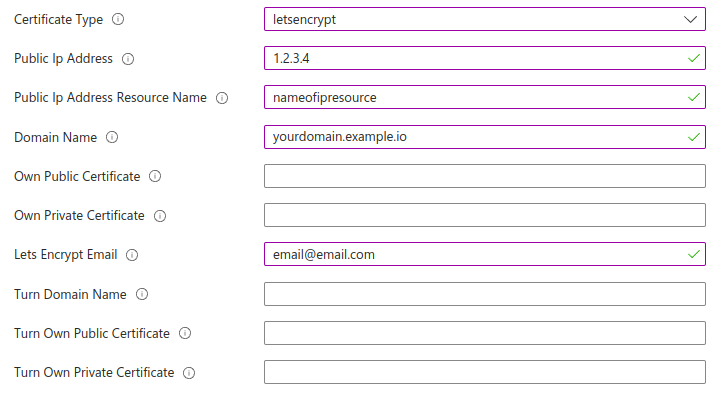 Certificate Type letsencrypt
Public Ip Address 1.2.3.4
Public Ip Address Resource Name nameofipresource
Domain Name yourdomain.example.io
Own Public Certificate
Own Private Certificate
Lets Encrypt Email email@email.com
Turn Domain Name
Turn Own Public Certificate
Turn Own Private Certificate